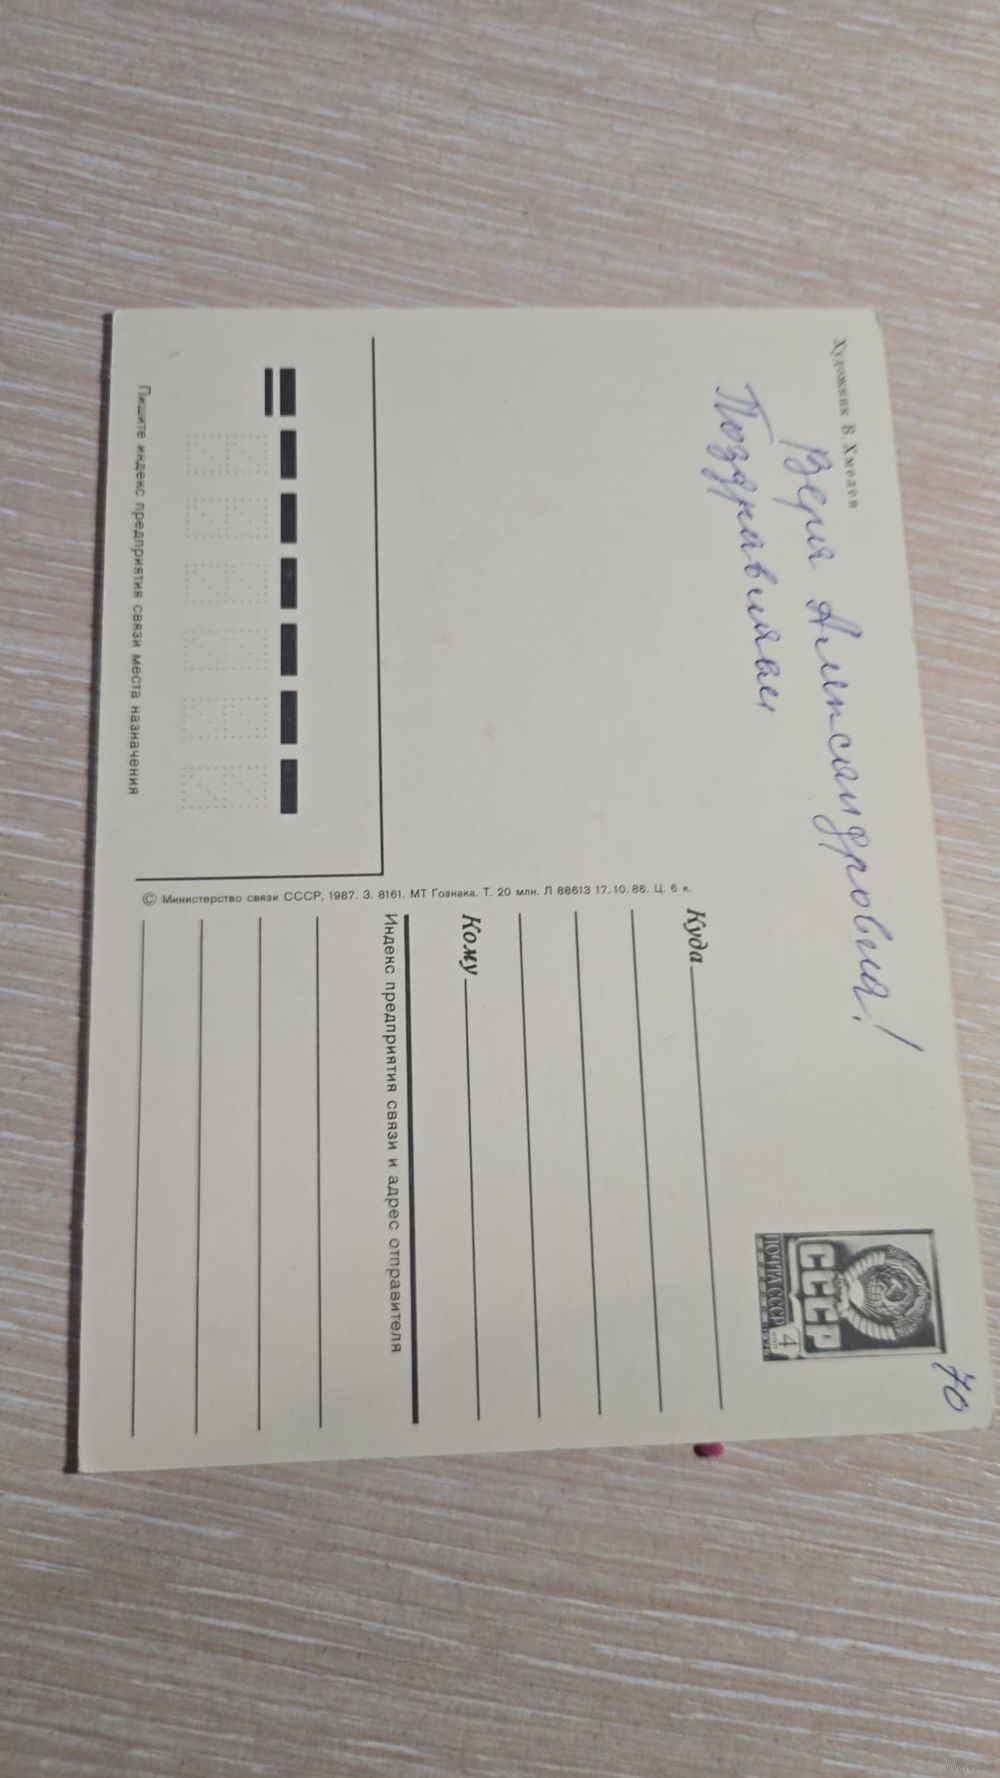 Художник В. Хмелев
Вера Александровна!
Поздравляем
© Министерство связи СССР, 1987. З. 8161. МТ Гознака. Т. 20 млн. Л 88613 17.10.86. Ц. 6 к.
Пишите индекс предприятия связи места назначения
70
СССР
ПОЧТА СССР
4
Куда
Кому
Индекс предприятия связи и адрес отправителя